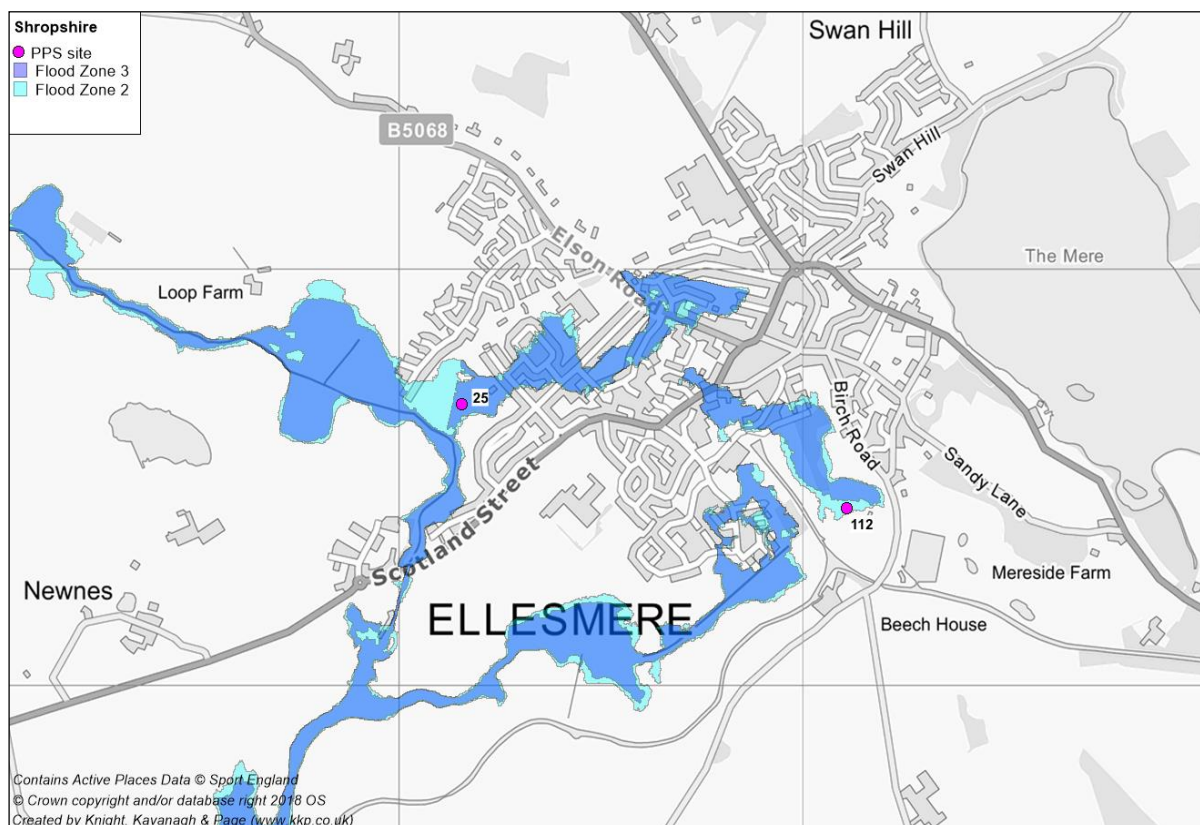 Shropshire
PPS site
Flood Zone 3
Flood Zone 2
Swan Hill
B5068
Swan Hill
Elson Road
The Mere
Loop Farm
25
Birch Road
Sandy Lane
112
Scotland Street
Mereside Farm
Newnes
ELLESMERE
Beech House
Contains Active Places Data © Sport England
© Crown copyright and/or database right 2018 OS
Created by Knight, Kavanagh & Page (www.kkp.co.uk)